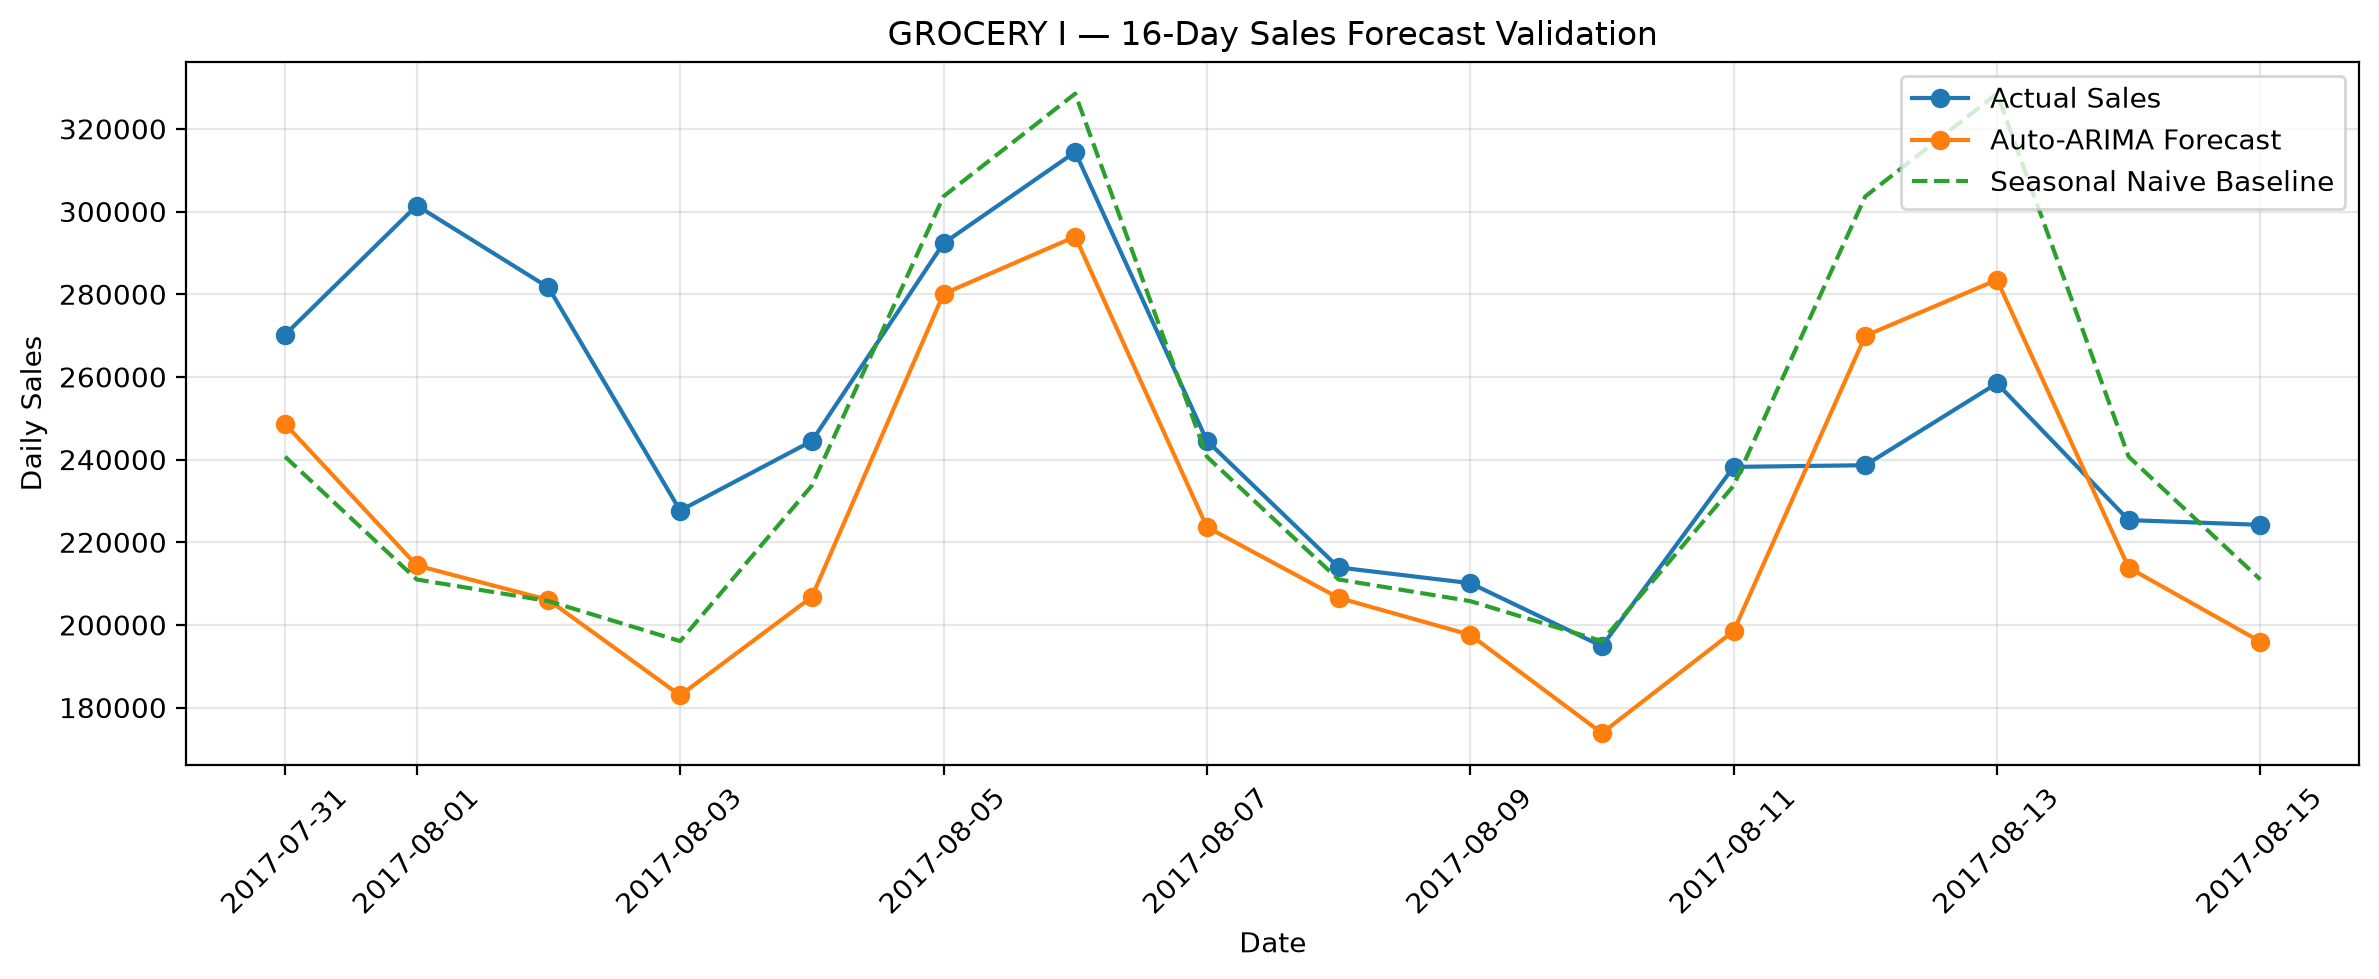 GROCERY I — 16-Day Sales Forecast Validation
Actual Sales
Auto-ARIMA Forecast
Seasonal Naive Baseline
Daily Sales
320000
300000
280000
260000
240000
220000
200000
180000
2017-07-31
2017-08-01
2017-08-03
2017-08-05
2017-08-07
2017-08-09
2017-08-11
2017-08-13
2017-08-15
Date